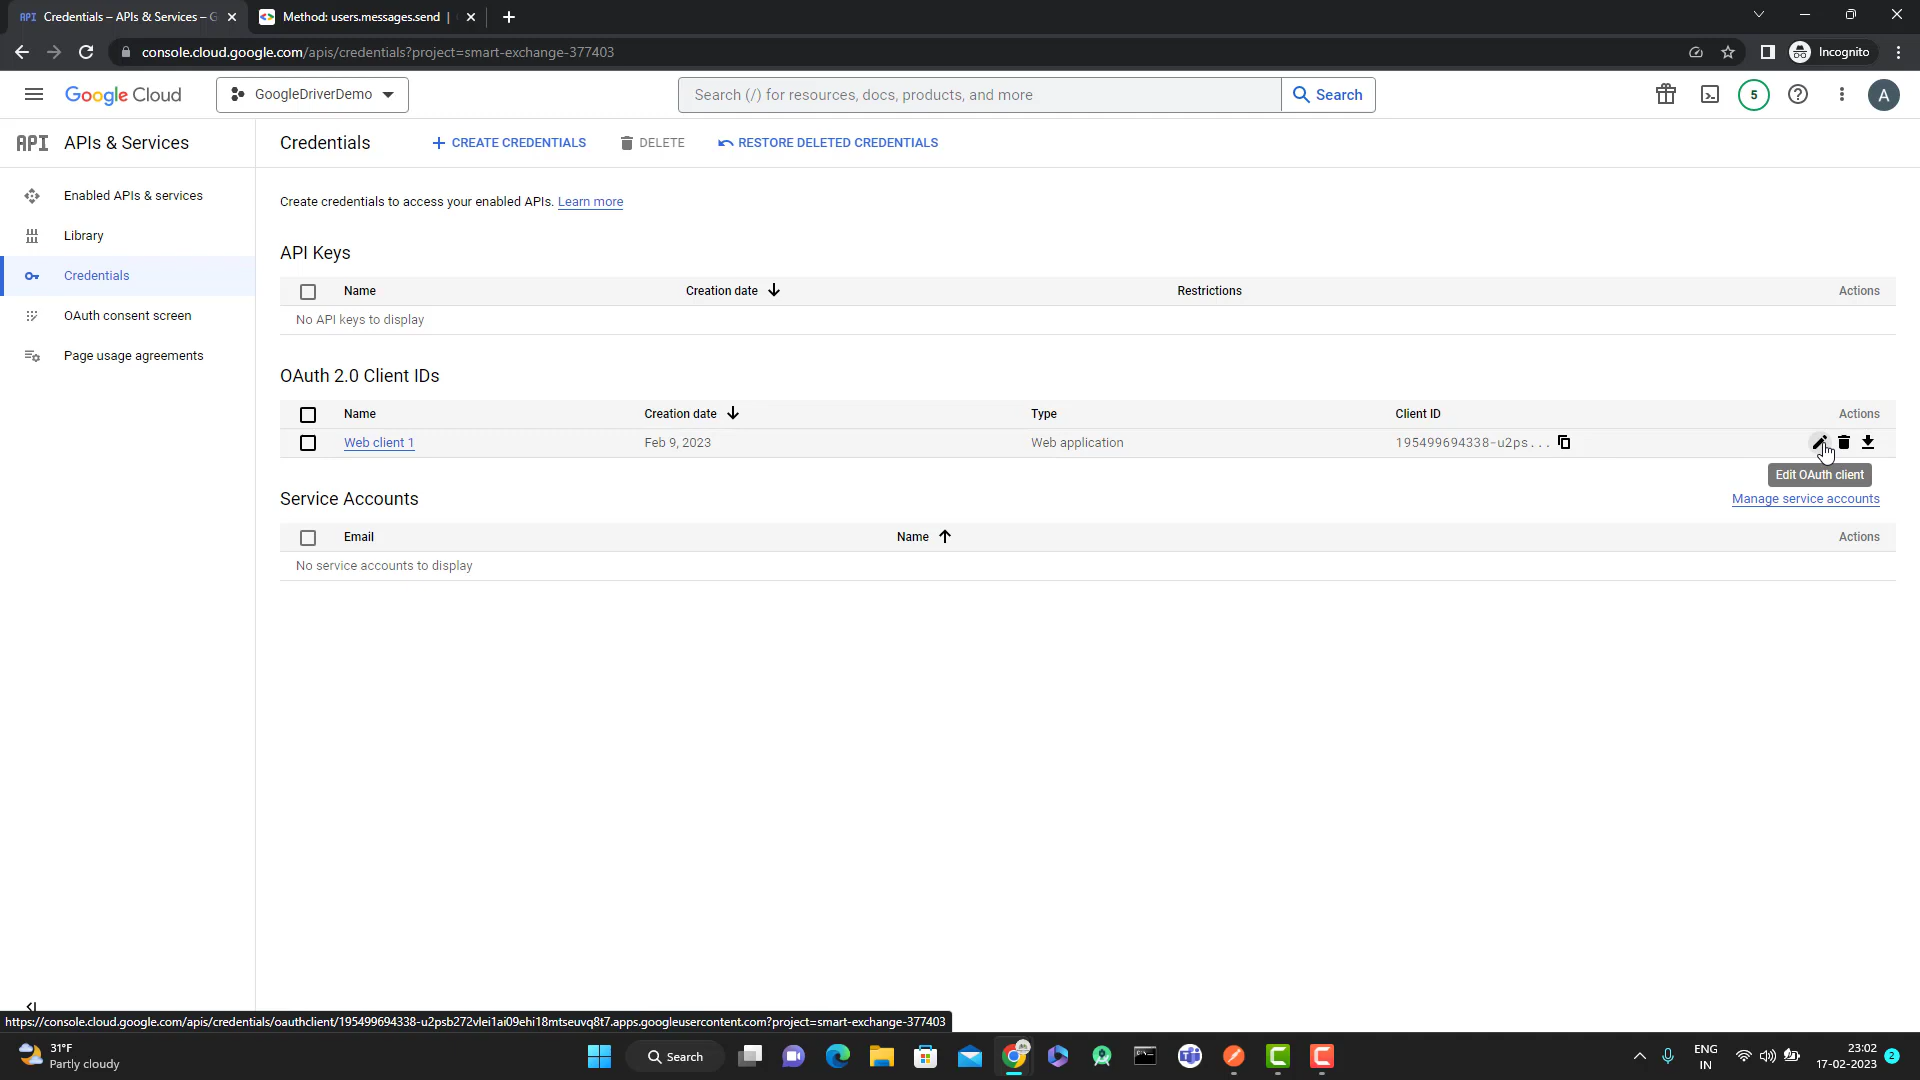 API Credentials – APIs & Services – G
Method: users.messages.send |
console.cloud.google.com/apis/credentials?project=smart-exchange-377403
Incognito
Google Cloud
GoogleDriverDemo
Search (/) for resources, docs, products, and more
Search
5
A
API APIs & Services
Credentials
CREATE CREDENTIALS
DELETE
RESTORE DELETED CREDENTIALS
Enabled APIs & services
Library
Credentials
OAuth consent screen
Page usage agreements
Create credentials to access your enabled APIs. Learn more
API Keys
Name Creation date Restrictions Actions
No API keys to display
OAuth 2.0 Client IDs
Name Creation date Type Client ID Actions
Web client 1 Feb 9, 2023 Web application 195499694338-u2ps...
Edit OAuth client
Service Accounts
Manage service accounts
Email Name Actions
No service accounts to display
https://console.cloud.google.com/apis/credentials/oauthclient/195499694338-u2psb272vlei1ai09ehi18mtseuvq8t7.apps.googleusercontent.com?project=smart-exchange-377403
31°F
Partly cloudy
Search
ENG
IN
23:02
17-02-2023
2